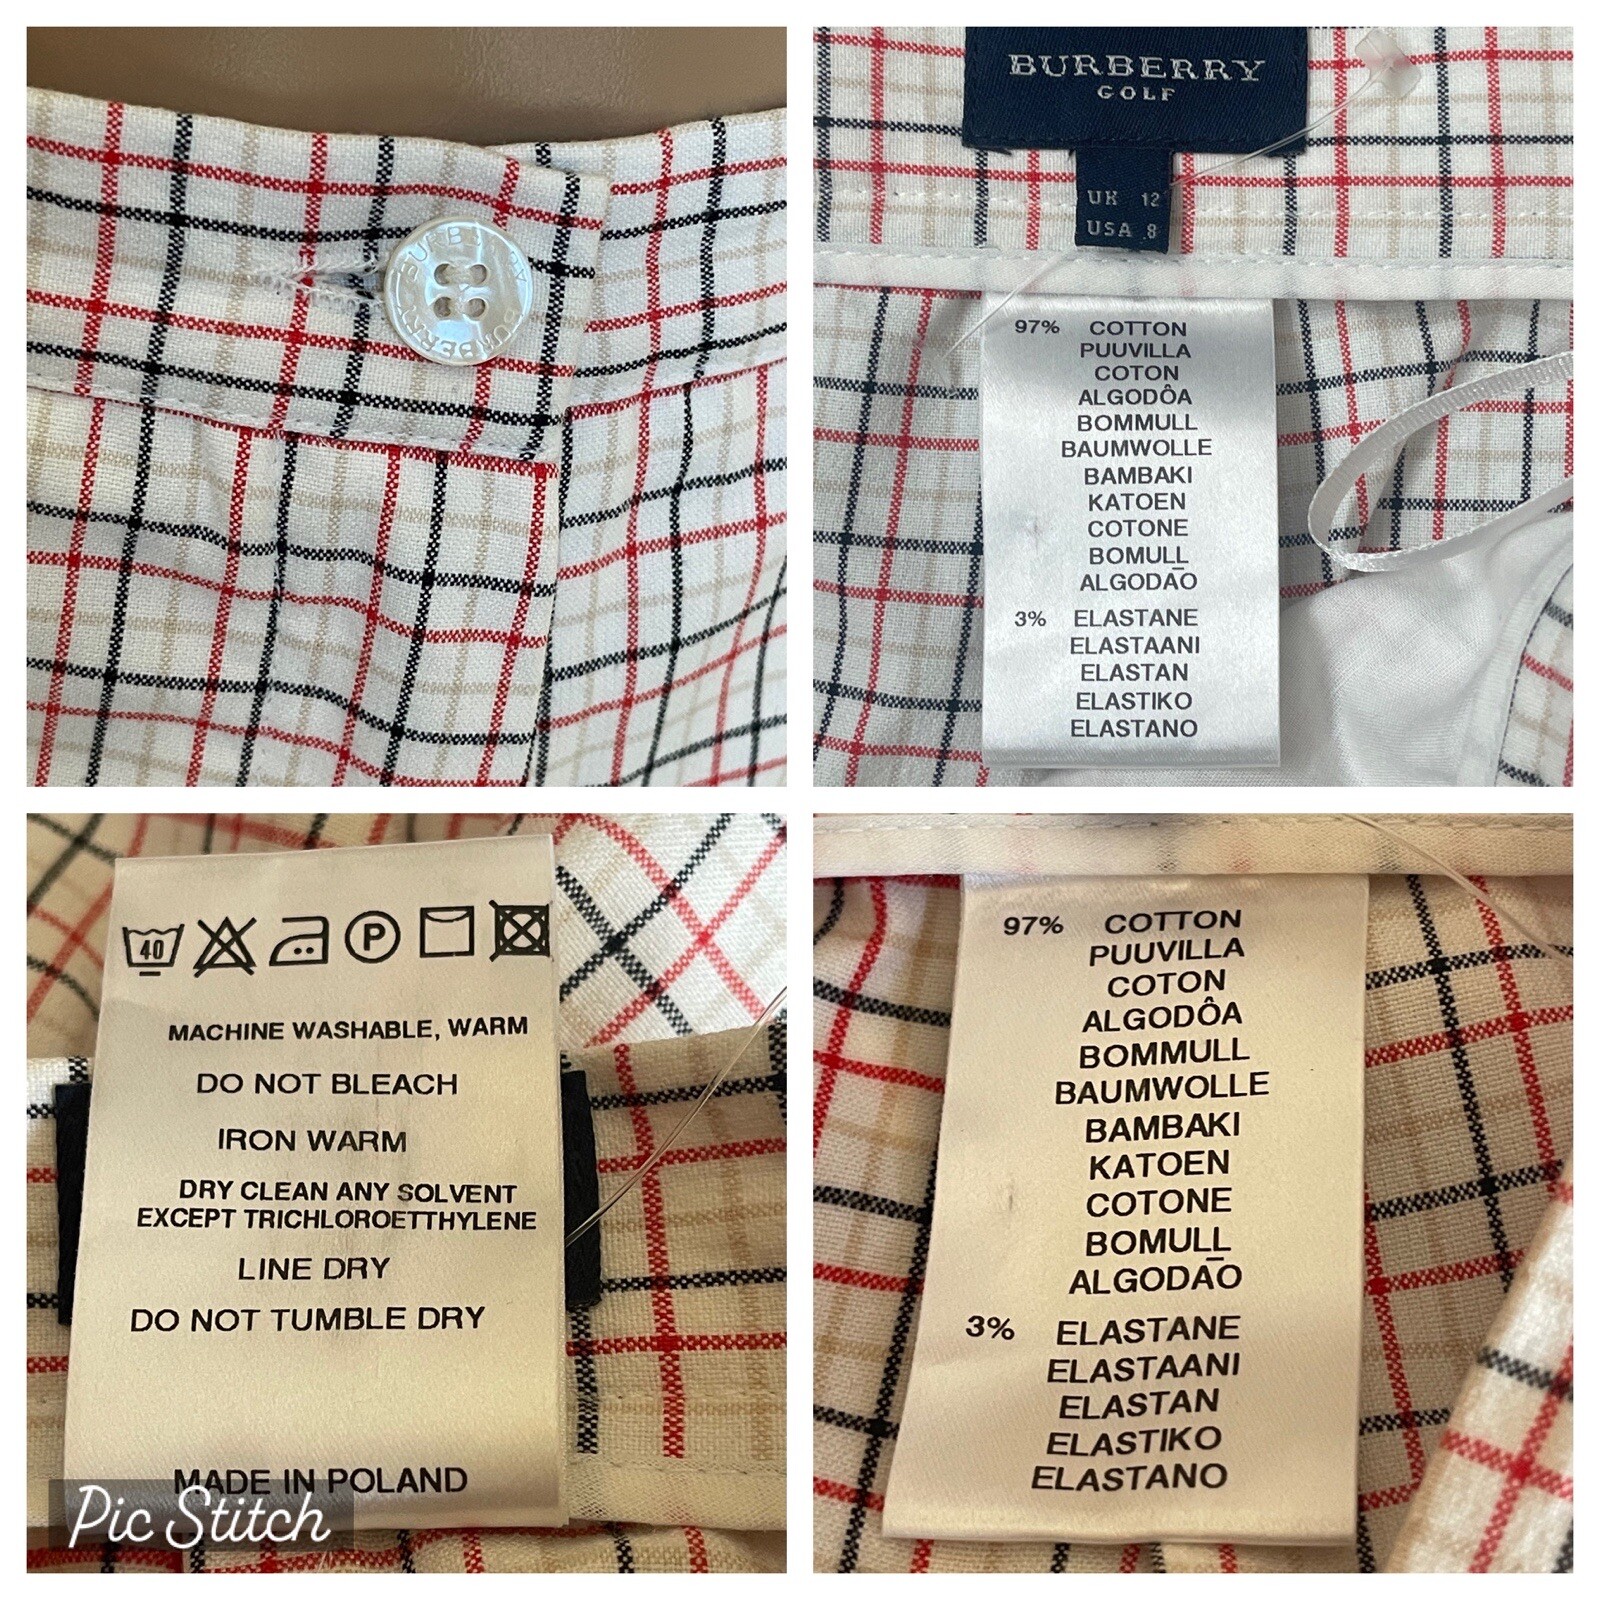 BURBERRY BURBERRY
BURBERRY
GOLF
UK 12
USA 8
97% COTTON
PUUVILLA
COTON
ALGODÔA
BOMMULL
BAUMWOLLE
BAMBAKI
KATOEN
COTONE
BOMULL
ALGODAO
3% ELASTANE
ELASTAANI
ELASTAN
ELASTIKO
ELASTANO
40 P
MACHINE WASHABLE, WARM
DO NOT BLEACH
IRON WARM
DRY CLEAN ANY SOLVENT
EXCEPT TRICHLOROETTHYLENE
LINE DRY
DO NOT TUMBLE DRY
MADE IN POLAND
Pic Stitch
97% COTTON
PUUVILLA
COTON
ALGODÔA
BOMMULL
BAUMWOLLE
BAMBAKI
KATOEN
COTONE
BOMULL
ALGODAŌ
3% ELASTANE
ELASTAANI
ELASTAN
ELASTIKO
ELASTANO